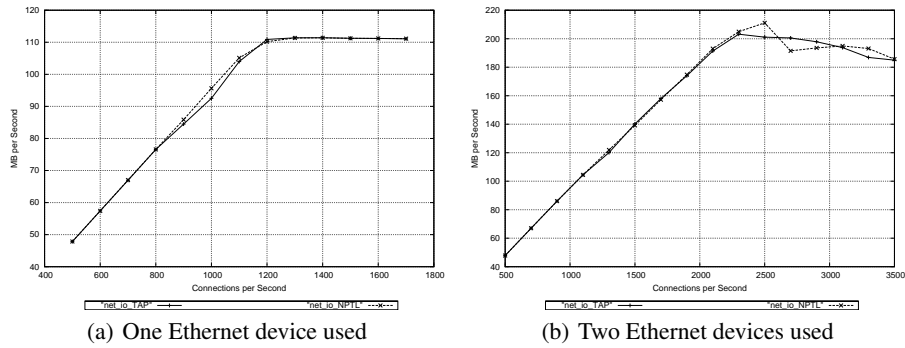 120
110
100
90
80
70
60
50
40
MB per Second
400 600 800 1000 1200 1400 1600 1800
Connections per Second
"net_io_TAP" "net_io_NPTL"
(a) One Ethernet device used
220
200
180
160
140
120
100
80
60
40
MB per Second
500 1000 1500 2000 2500 3000 3500
Connections per Second
"net_io_TAP" "net_io_NPTL"
(b) Two Ethernet devices used